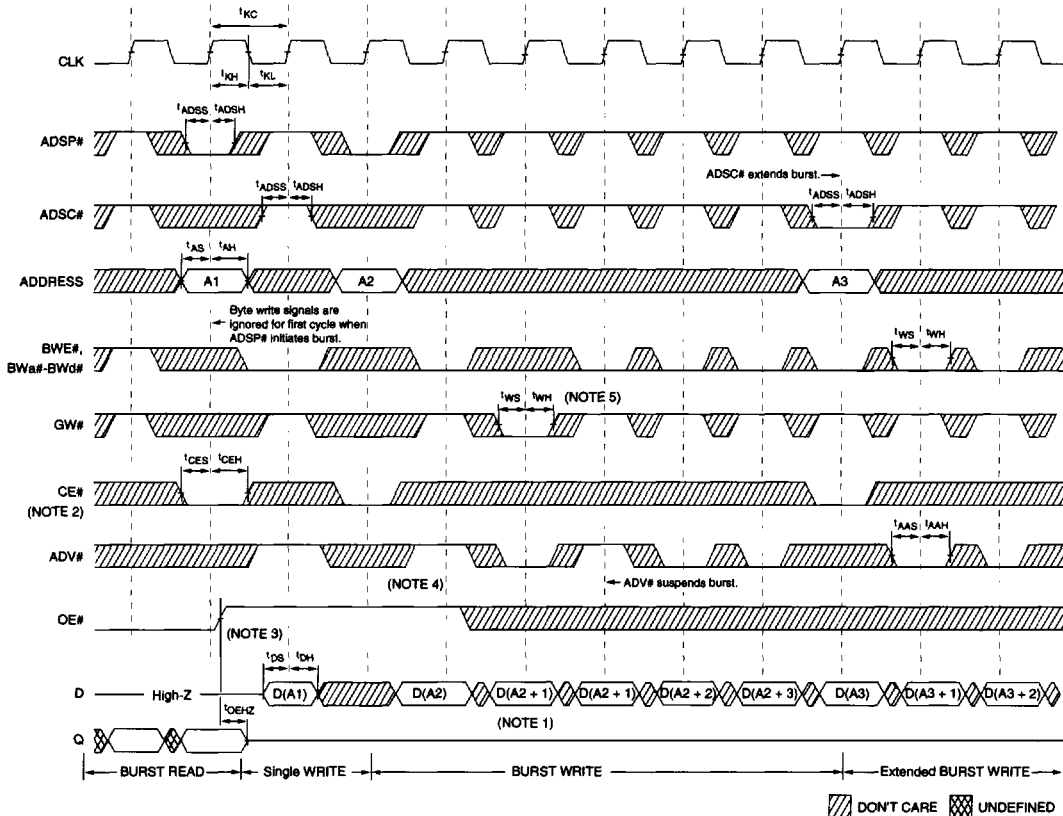 tKC
CLK
tKH tKL
tADSS tADSH
ADSP#
ADSC# extends burst.
tADSS tADSH
tADSS tADSH
ADSC#
tAS tAH
ADDRESS A1 A2 A3
Byte write signals are
ignored for first cycle when
ADSP# initiates burst.
BWE#,
BWa#-BWd#
tWS tWH
tWS tWH (NOTE 5)
GW#
tCES tCEH
CE#
(NOTE 2)
tAAS tAAH
ADV#
(NOTE 4)
ADV# suspends burst.
OE#
(NOTE 3)
tDS tDH
D High-Z D(A1) D(A2) D(A2 + 1) D(A2 + 1) D(A2 + 2) D(A2 + 3) D(A3) D(A3 + 1) D(A3 + 2)
tOEHZ
(NOTE 1)
Q
BURST READ Single WRITE BURST WRITE Extended BURST WRITE
DON'T CARE UNDEFINED